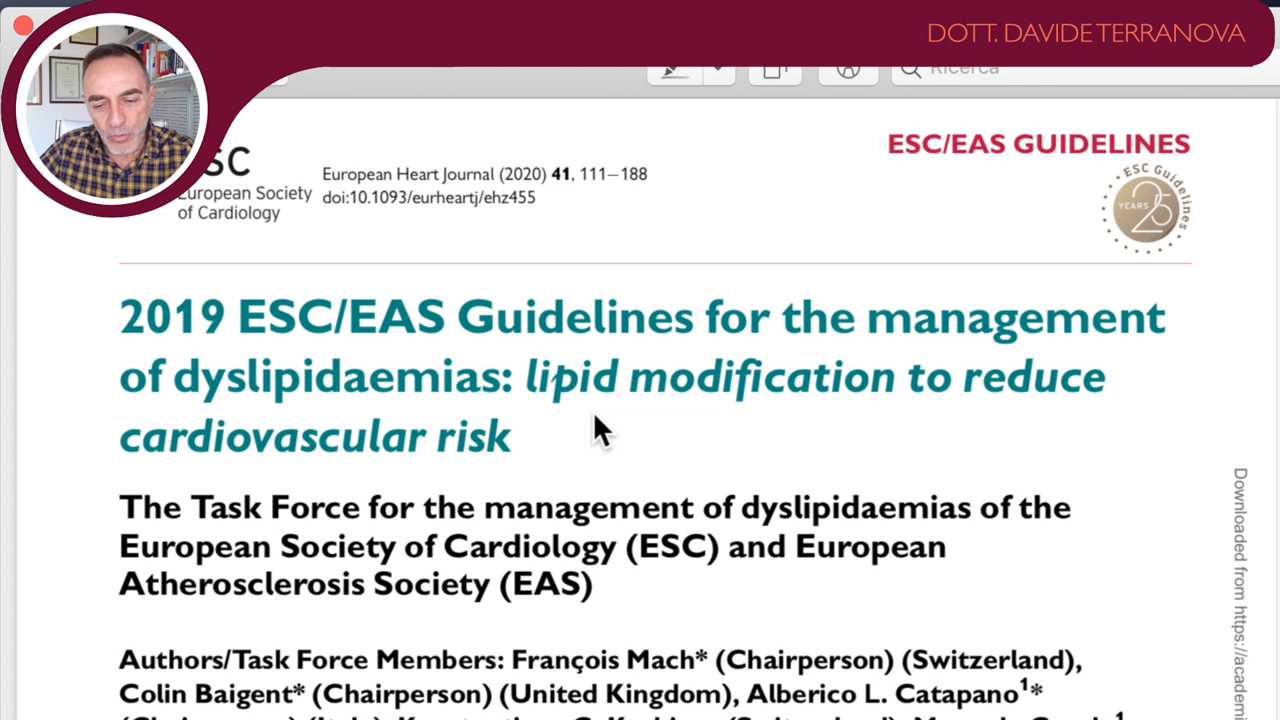 DOTT. DAVIDE TERRANOVA
Ricerca
ESC/EAS GUIDELINES
SC
European Society
of Cardiology
European Heart Journal (2020) 41, 111–188
doi:10.1093/eurheartj/ehz455
ESC Guidelines
YEARS 25
2019 ESC/EAS Guidelines for the management
of dyslipidaemias: lipid modification to reduce
cardiovascular risk
The Task Force for the management of dyslipidaemias of the
European Society of Cardiology (ESC) and European
Atherosclerosis Society (EAS)
Authors/Task Force Members: François Mach* (Chairperson) (Switzerland),
Colin Baigent* (Chairperson) (United Kingdom), Alberico L. Catapano¹*
Downloaded from https://academi